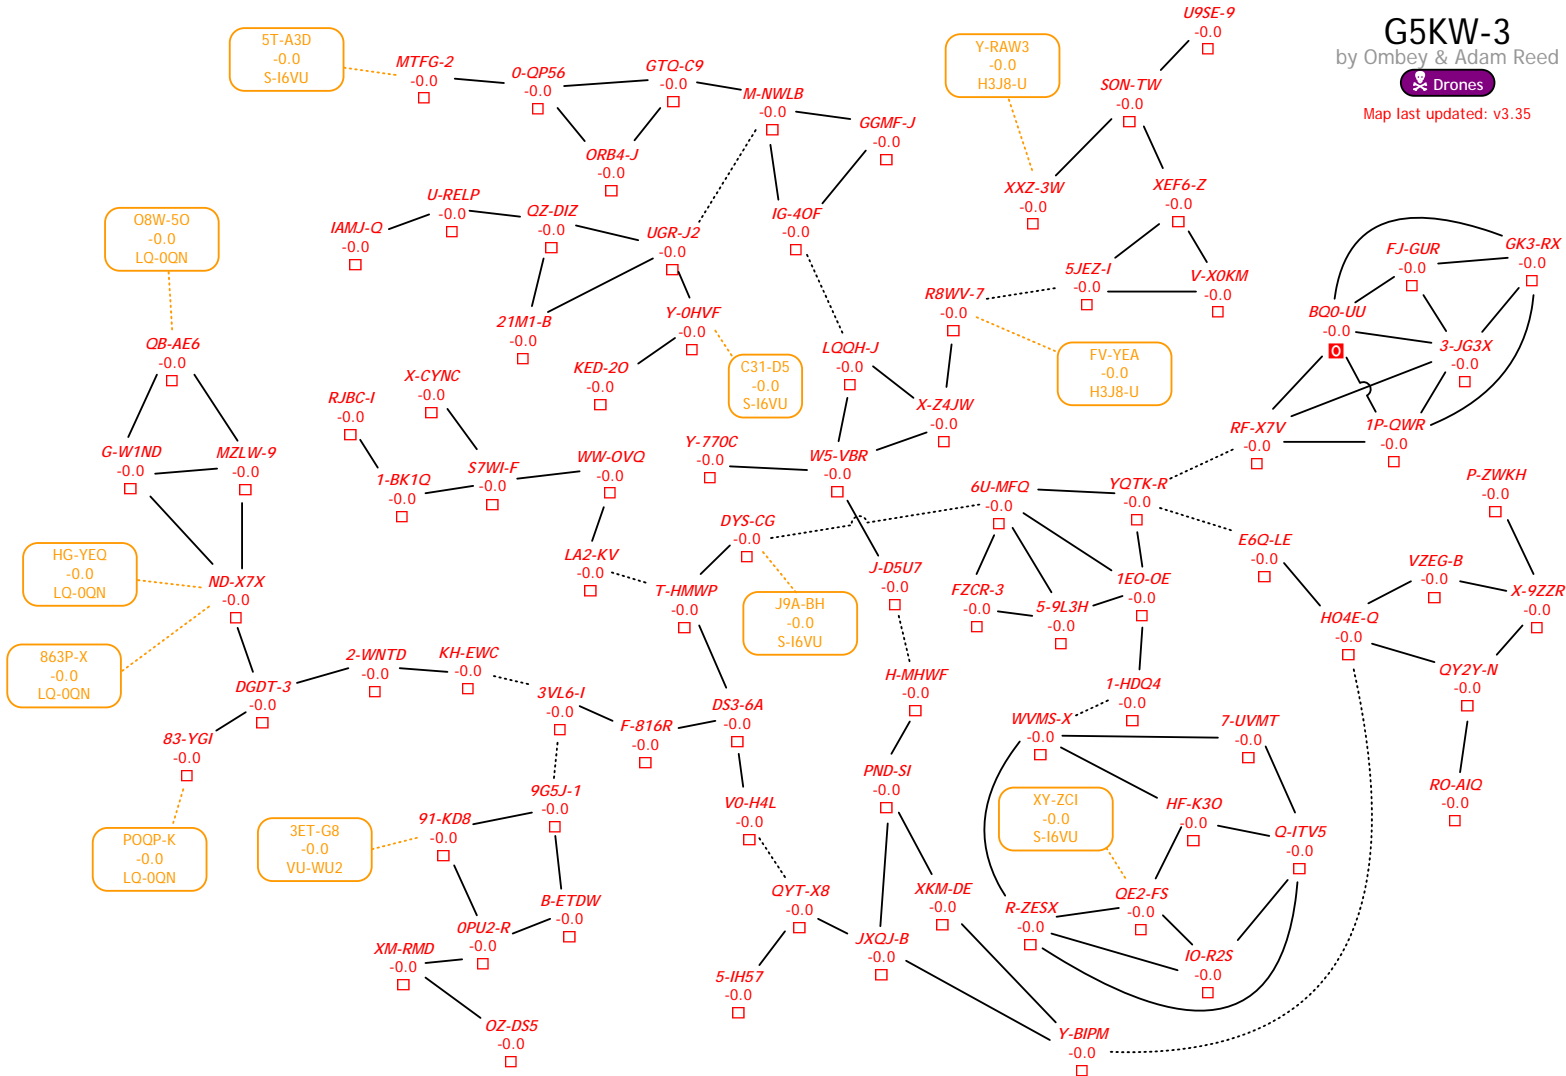 G5KW-3
by Ombey & Adam Reed
Drones
Map last updated: v3.35
U9SE-9
-0.0
5T-A3D
-0.0
S-I6VU
MTFG-2
-0.0
0-QP56
-0.0
GTQ-C9
-0.0
M-NWLB
-0.0
GGMF-J
-0.0
Y-RAW3
-0.0
H3J8-U
SON-TW
-0.0
ORB4-J
-0.0
XXZ-3W
-0.0
XEF6-Z
-0.0
U-RELP
-0.0
QZ-DIZ
-0.0
IAMJ-Q
-0.0
UGR-J2
-0.0
IG-4OF
-0.0
O8W-5O
-0.0
LQ-0QN
FJ-GUR
-0.0
GK3-RX
-0.0
5JEZ-I
-0.0
V-X0KM
-0.0
R8WV-7
-0.0
21M1-B
-0.0
Y-0HVF
-0.0
BQ0-UU
-0.0
0
QB-AE6
-0.0
LQQH-J
-0.0
3-JG3X
-0.0
FV-YEA
-0.0
H3J8-U
KED-2O
-0.0
C31-D5
-0.0
S-I6VU
X-CYNC
-0.0
RJBC-I
-0.0
X-Z4JW
-0.0
RF-X7V
-0.0
1P-QWR
-0.0
G-W1ND
-0.0
MZLW-9
-0.0
Y-770C
-0.0
W5-VBR
-0.0
WW-OVQ
-0.0
S7WI-F
-0.0
1-BK1Q
-0.0
6U-MFQ
-0.0
YQTK-R
-0.0
P-ZWKH
-0.0
DYS-CG
-0.0
E6Q-LE
-0.0
LA2-KV
-0.0
HG-YEQ
-0.0
LQ-0QN
ND-X7X
-0.0
T-HMWP
-0.0
J-D5U7
-0.0
FZCR-3
-0.0
5-9L3H
-0.0
1EO-OE
-0.0
VZEG-B
-0.0
X-9ZZR
-0.0
J9A-BH
-0.0
S-I6VU
HO4E-Q
-0.0
863P-X
-0.0
LQ-0QN
2-WNTD
-0.0
KH-EWC
-0.0
DGDT-3
-0.0
3VL6-I
-0.0
H-MHWF
-0.0
1-HDQ4
-0.0
QY2Y-N
-0.0
DS3-6A
-0.0
F-816R
-0.0
WVMS-X
-0.0
7-UVMT
-0.0
83-YGI
-0.0
PND-SI
-0.0
9G5J-1
-0.0
V0-H4L
-0.0
RO-AIQ
-0.0
XY-ZCI
-0.0
S-I6VU
HF-K3O
-0.0
91-KD8
-0.0
3ET-G8
-0.0
VU-WU2
POQP-K
-0.0
LQ-0QN
Q-ITV5
-0.0
QYT-X8
-0.0
XKM-DE
-0.0
R-ZESX
-0.0
QE2-FS
-0.0
B-ETDW
-0.0
0PU2-R
-0.0
XM-RMD
-0.0
JXQJ-B
-0.0
IO-R2S
-0.0
5-IH57
-0.0
OZ-DS5
-0.0
Y-BIPM
-0.0